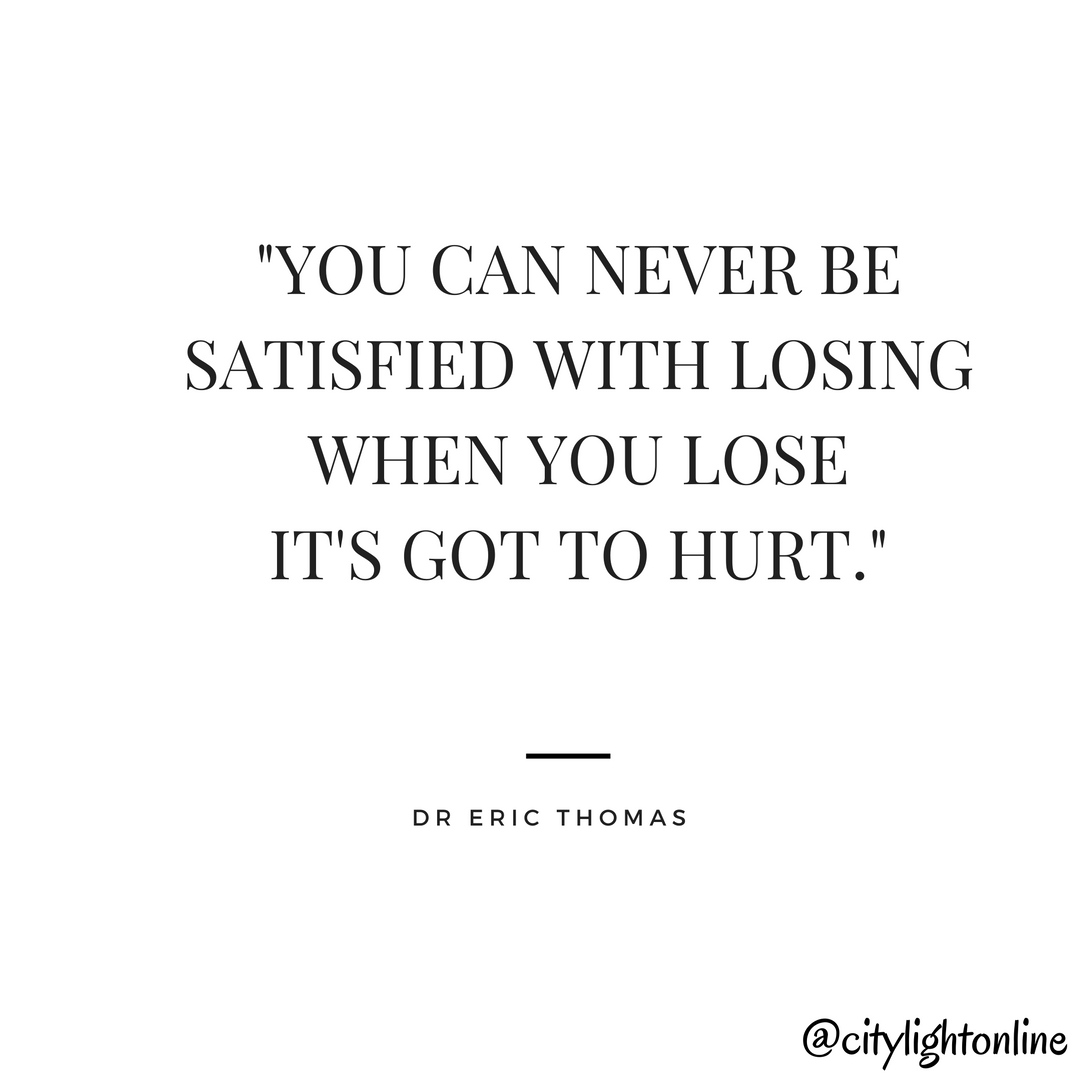 "YOU CAN NEVER BE
SATISFIED WITH LOSING
WHEN YOU LOSE
IT'S GOT TO HURT."
DR ERIC THOMAS
@citylightonline